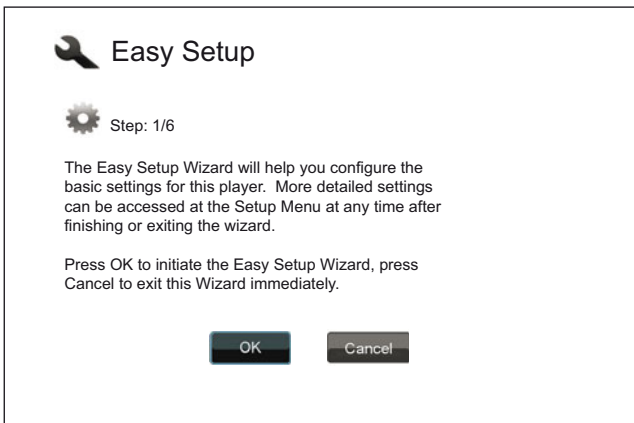 Easy Setup
Step: 1/6
The Easy Setup Wizard will help you configure the
basic settings for this player.  More detailed settings
can be accessed at the Setup Menu at any time after
finishing or exiting the wizard.
Press OK to initiate the Easy Setup Wizard, press
Cancel to exit this Wizard immediately.
OK
Cancel